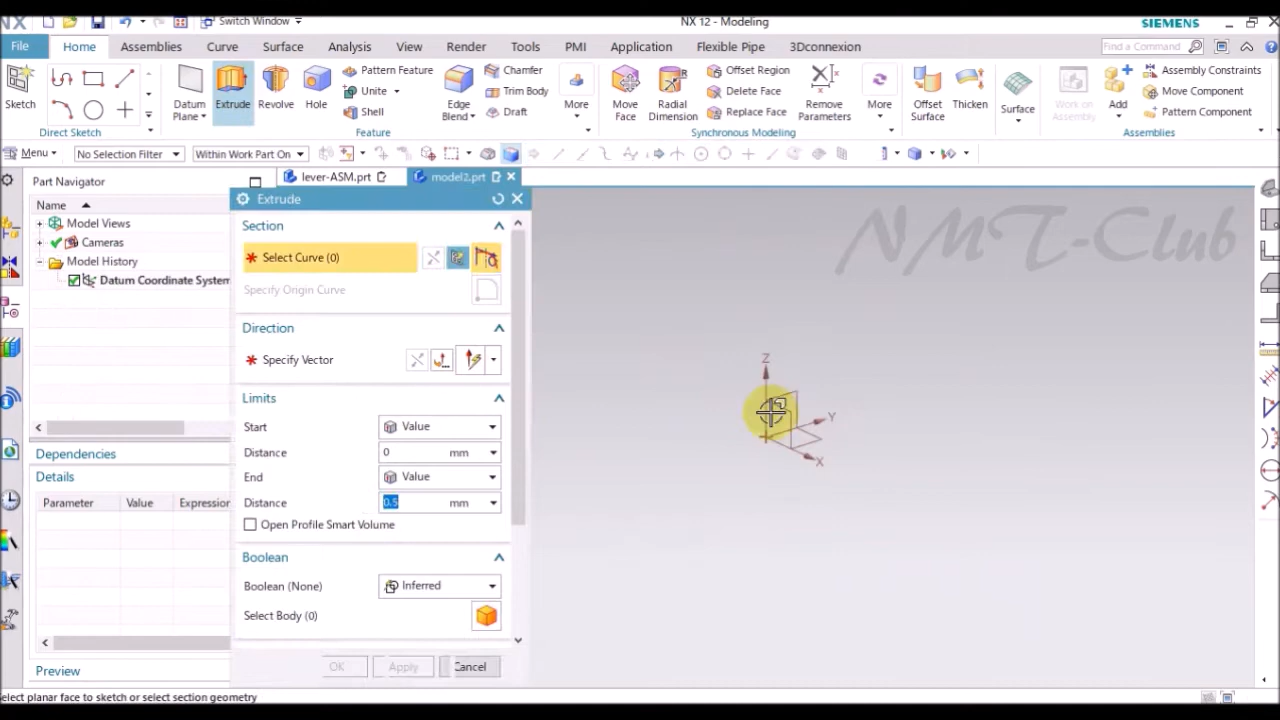 NX
Switch Window
NX 12 - Modeling
SIEMENS
File
Home
Assemblies
Curve
Surface
Analysis
View
Render
Tools
PMI
Application
Flexible Pipe
3Dconnexion
Find a Command
Sketch
Direct Sketch
Datum
Plane
Extrude
Revolve
Hole
Pattern Feature
Unite
Shell
Edge
Blend
Chamfer
Trim Body
Draft
More
Feature
Move
Face
Radial
Dimension
Offset Region
Delete Face
Replace Face
Remove
Parameters
More
Synchronous Modeling
Offset
Surface
Thicken
Surface
Work on
Assembly
Add
Assembly Constraints
Move Component
Pattern Component
Assemblies
Menu
No Selection Filter
Within Work Part On
Part Navigator
lever-ASM.prt
model2.prt
Name
Model Views
Cameras
Model History
Datum Coordinate System
Dependencies
Details
Parameter
Value
Expression
Preview
Extrude
Section
Select Curve (0)
Specify Origin Curve
Direction
Specify Vector
Limits
Start
Value
Distance
0
mm
End
Value
Distance
0.5
mm
Open Profile Smart Volume
Boolean
Boolean (None)
Inferred
Select Body (0)
OK
Apply
Cancel
NMT-Club
Z
Y
X
elect planar face to sketch or select section geometry